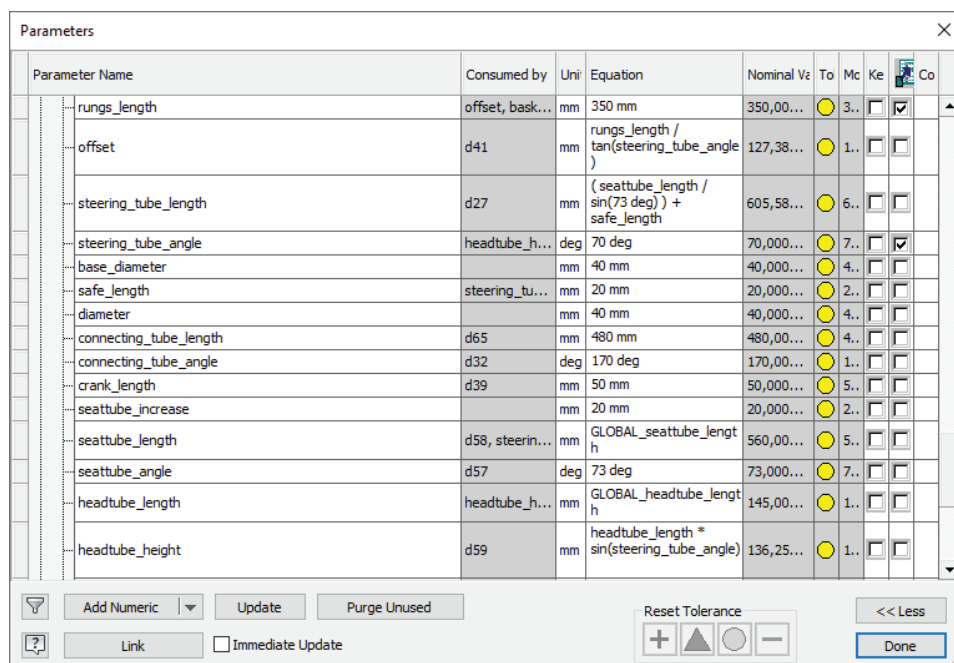 Parameters
Parameter Name Consumed by Uni Equation Nominal Va Tol Mc Ke Co
rungs_length offset, bask... mm 350 mm 350,00... 3..
offset d41 mm rungs_length / tan(steering_tube_angle ) 127,38... 1..
steering_tube_length d27 mm ( seattube_length / sin(73 deg) ) + safe_length 605,58... 6..
steering_tube_angle headtube_h... deg 70 deg 70,000... 7..
base_diameter mm 40 mm 40,000... 4..
safe_length steering_tu... mm 20 mm 20,000... 2..
diameter mm 40 mm 40,000... 4..
connecting_tube_length d65 mm 480 mm 480,00... 4..
connecting_tube_angle d32 deg 170 deg 170,00... 1..
crank_length d39 mm 50 mm 50,000... 5..
seattube_increase mm 20 mm 20,000... 2..
seattube_length d58, steerin... mm GLOBAL_seattube_lengt h 560,00... 5..
seattube_angle d57 deg 73 deg 73,000... 7..
headtube_length headtube_h... mm GLOBAL_headtube_lengt h 145,00... 1..
headtube_height d59 mm headtube_length * sin(steering_tube_angle) 136,25... 1..
Add Numeric Update Purge Unused Reset Tolerance << Less
Link Immediate Update Done